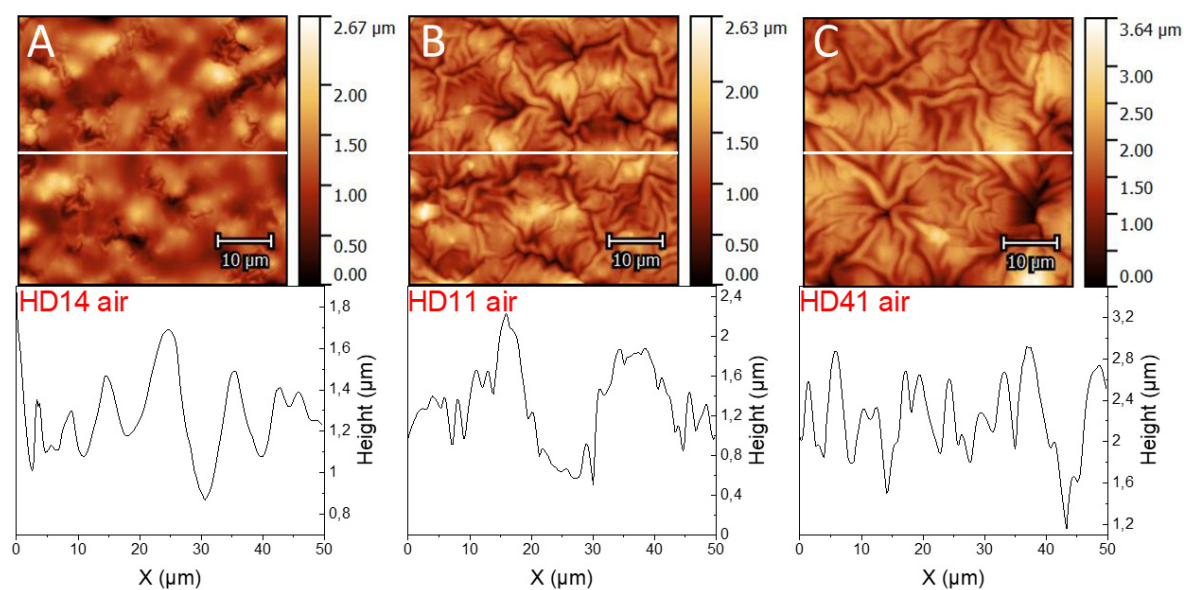 A
2.67 µm
2.00
1.50
1.00
0.50
0.00
10 µm
B
2.63 µm
2.00
1.50
1.00
0.50
0.00
10 µm
C
3.64 µm
3.00
2.50
2.00
1.50
1.00
0.00
10 µm
HD14 air
1,8
1,6
1,4
1,2
1
0,8
Height (µm)
0 10 20 30 40 50
X (µm)
HD11 air
2,4
2
1,6
1,2
0,8
0,4
0
Height (µm)
0 10 20 30 40 50
X (µm)
HD41 air
3,2
2,8
2,4
2
1,6
1,2
Height (µm)
0 10 20 30 40 50
X (µm)